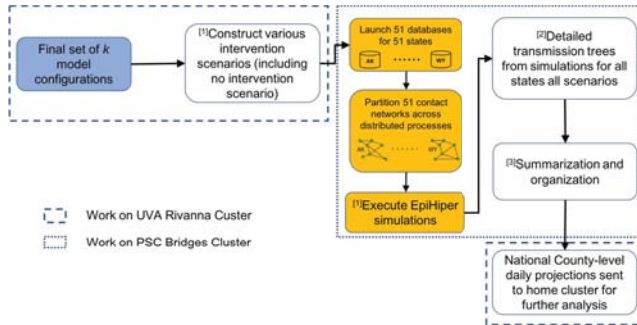 Final set of k
model
configurations
[1]Construct various
intervention
scenarios (including
no intervention
scenario)
Launch 51 databases for
51 states
AK ...... WY
Partition 51 contact
networks across
distributed processes
AK ...... WY
[1]Execute EpiHiper
simulations
[2]Detailed
transmission trees
from simulations for all
states all scenarios
[3]Summarization and
organization
National County-level
daily projections sent
to home cluster for
further analysis
Work on UVA Rivanna Custer
Work on PSC Bridges Cluster